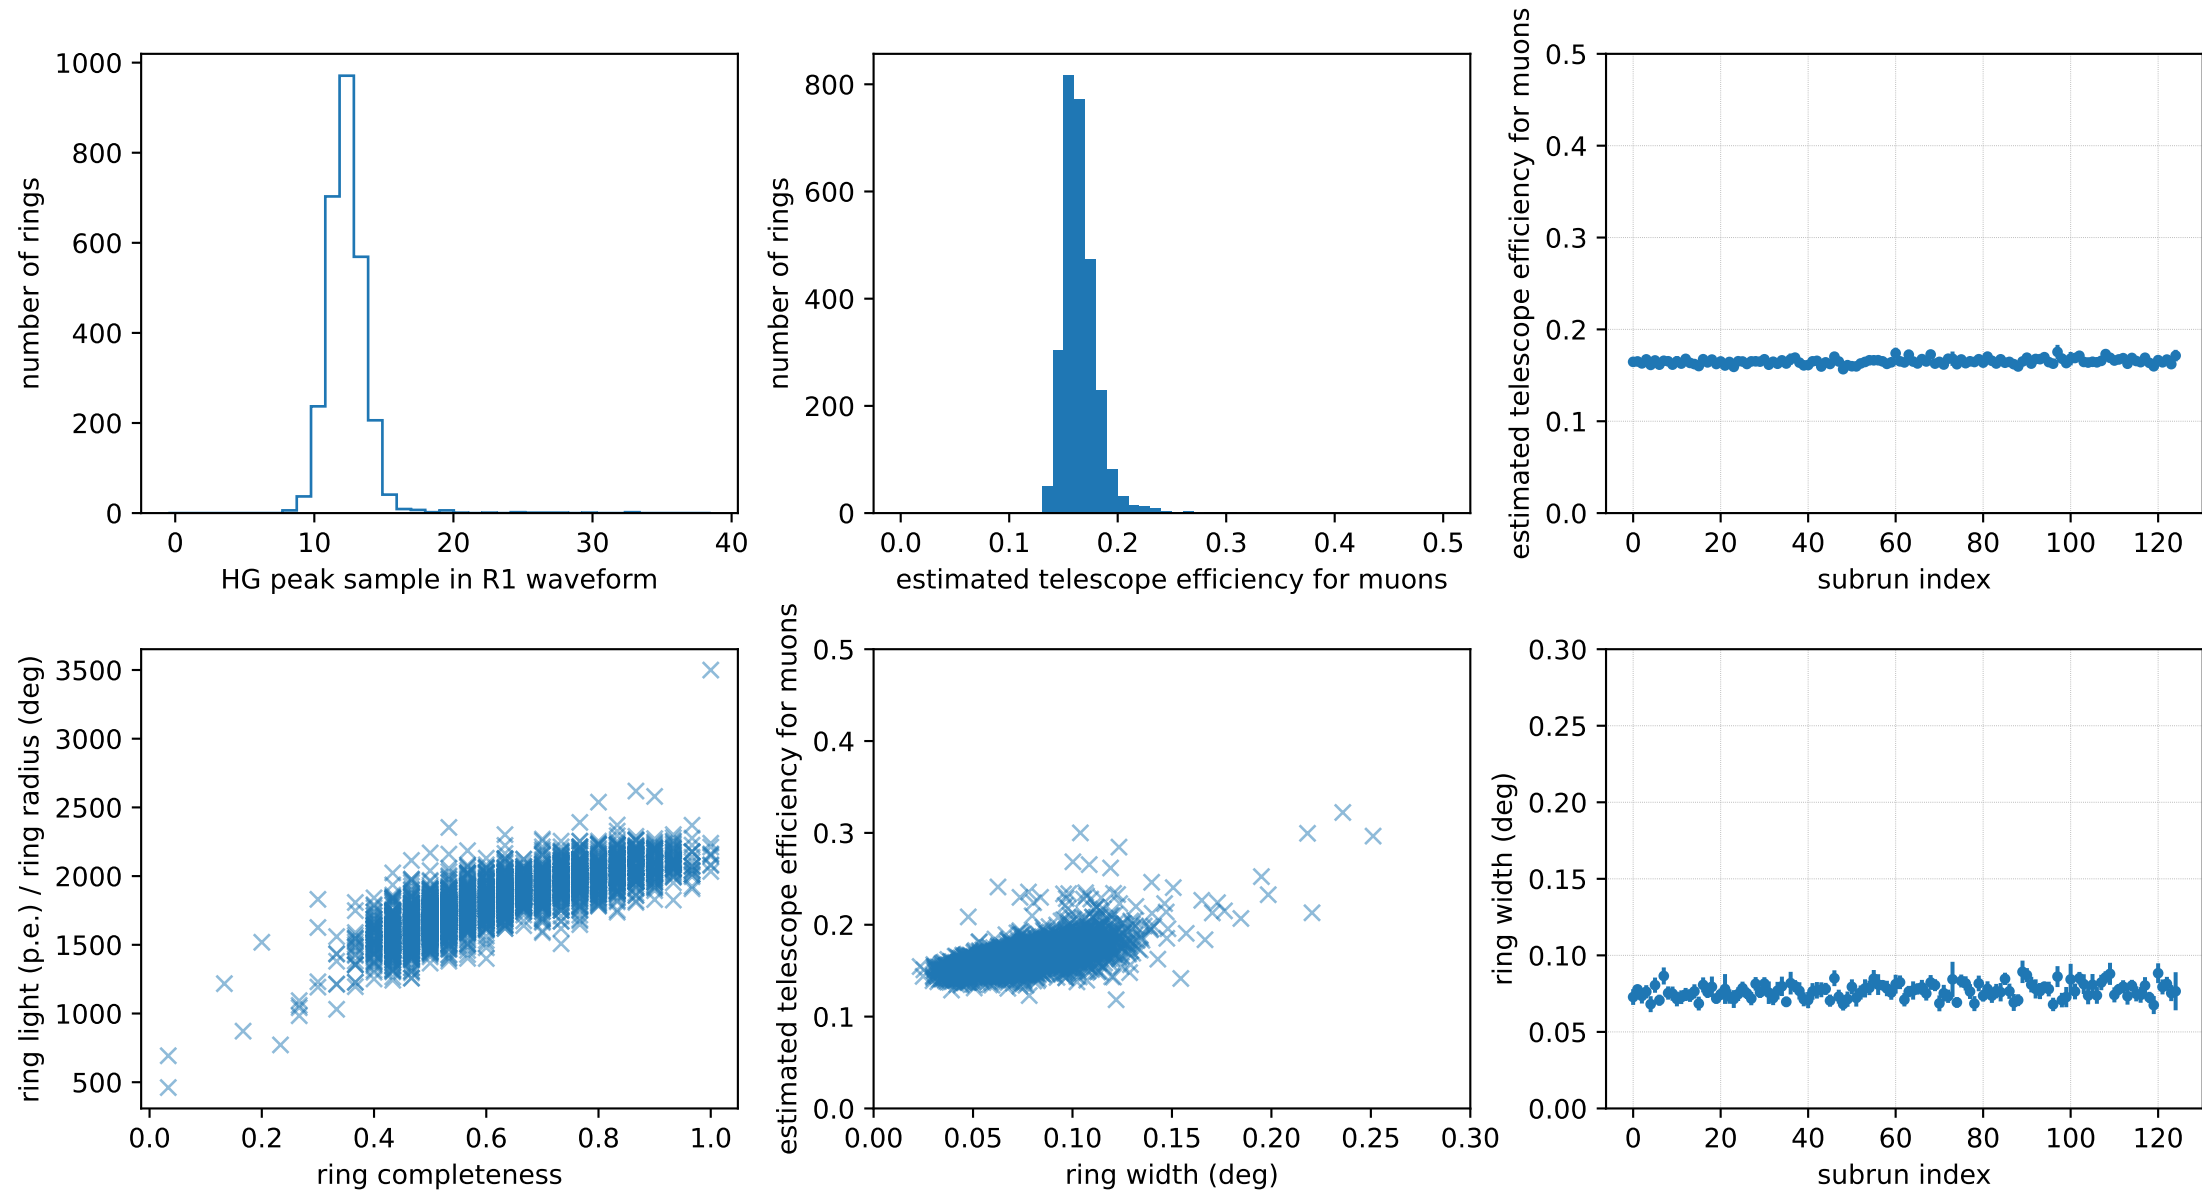 number of rings
1000
800
600
400
200
0
0 10 20 30 40
HG peak sample in R1 waveform
number of rings
800
600
400
200
0
0.0 0.1 0.2 0.3 0.4 0.5
estimated telescope efficiency for muons
estimated telescope efficiency for muons
0.5
0.4
0.3
0.2
0.1
0.0
0 20 40 60 80 100 120
subrun index
ring light (p.e.) / ring radius (deg)
3500
3000
2500
2000
1500
1000
500
0.0 0.2 0.4 0.6 0.8 1.0
ring completeness
estimated telescope efficiency for muons
0.5
0.4
0.3
0.2
0.1
0.0
0.00 0.05 0.10 0.15 0.20 0.25 0.30
ring width (deg)
ring width (deg)
0.30
0.25
0.20
0.15
0.10
0.05
0.00
0 20 40 60 80 100 120
subrun index